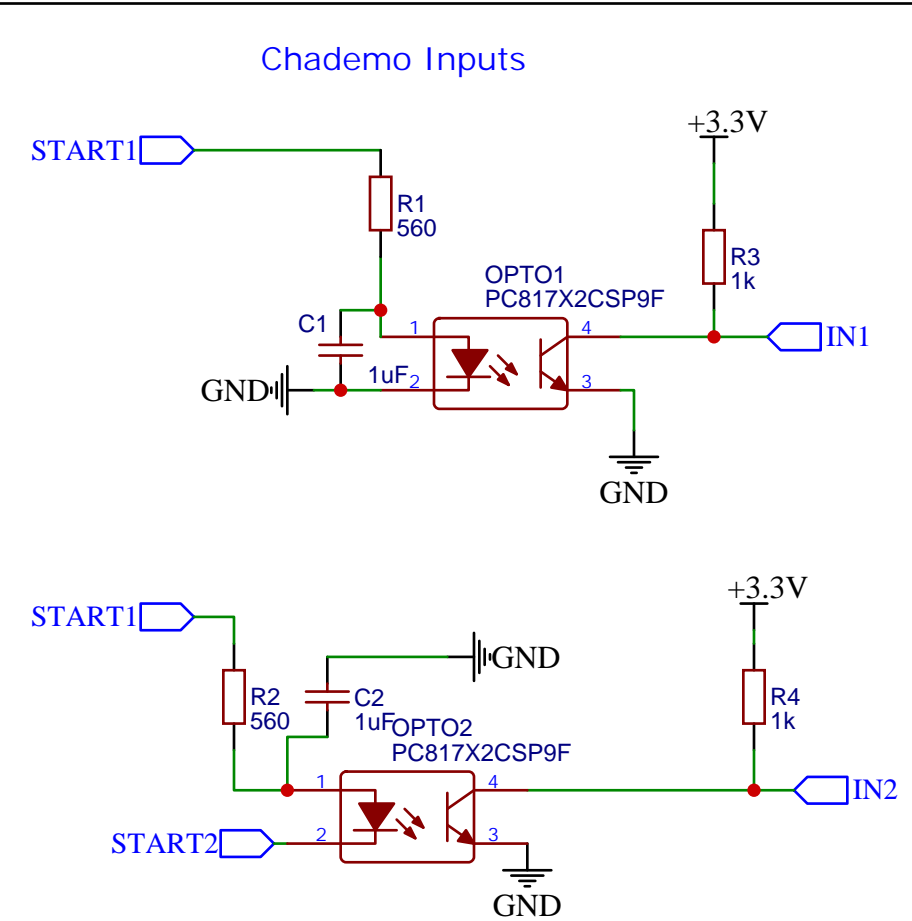 Chademo Inputs
START1
+3.3V
R1
560
R3
1k
OPTO1
PC817X2CSP9F
C1
1uF
1
4
IN1
GND
2
3
GND
START1
+3.3V
GND
R2
560
C2
1uF
OPTO2
PC817X2CSP9F
R4
1k
1
4
IN2
START2
2
3
GND